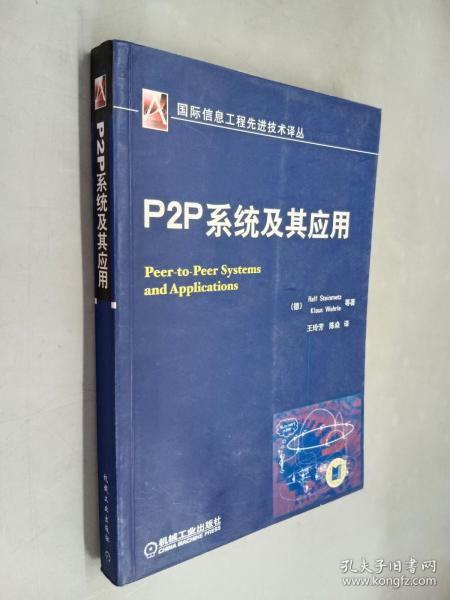 国际信息工程先进技术译丛
P2P系统及其应用
Peer-to-Peer Systems
and Applications
(德) Ralf Steinmetz
Klaus Wehrle 等著
王玲芳 陈焱 译
机械工业出版社
CHINA MACHINE PRESS
P2P系统及其应用
机械工业出版社
孔夫子旧书网
kongfz.com